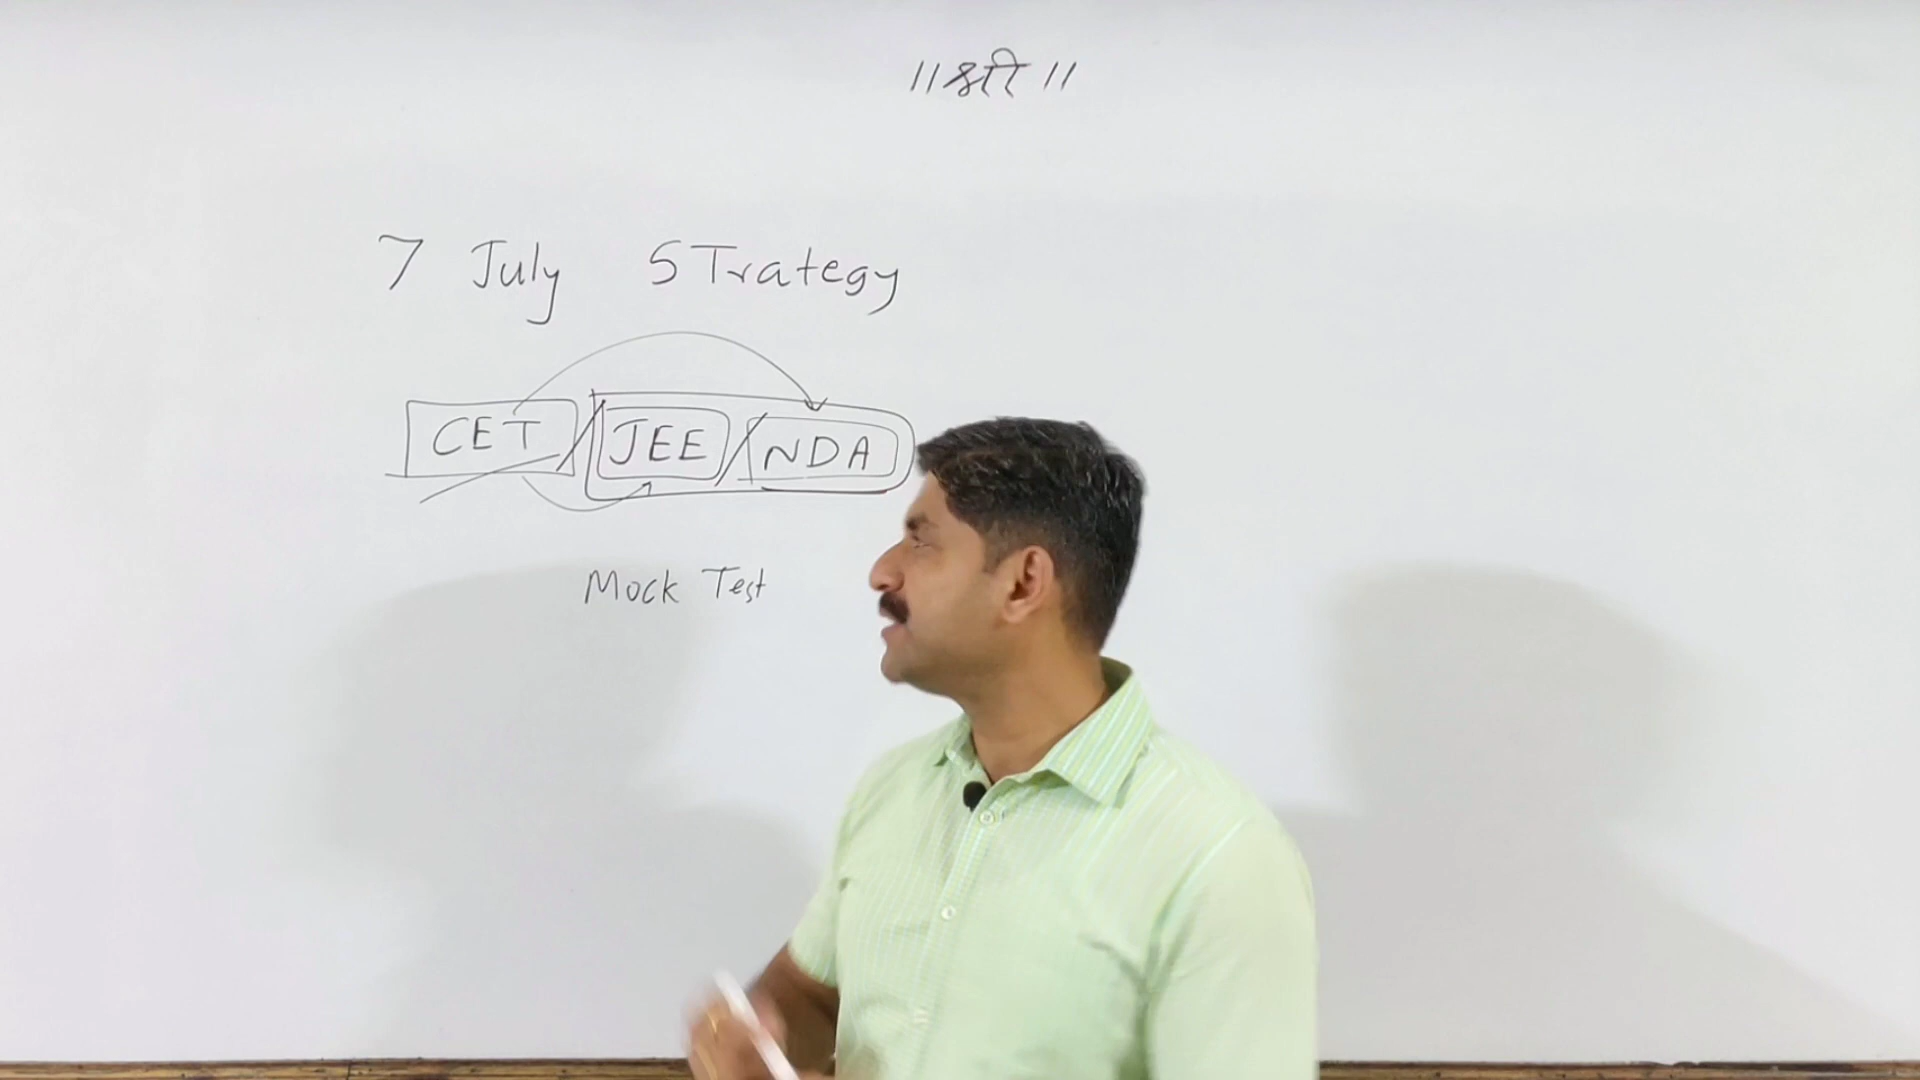 ॥श्री॥
7 July STrategy
CET / JEE / NDA
Mock Test